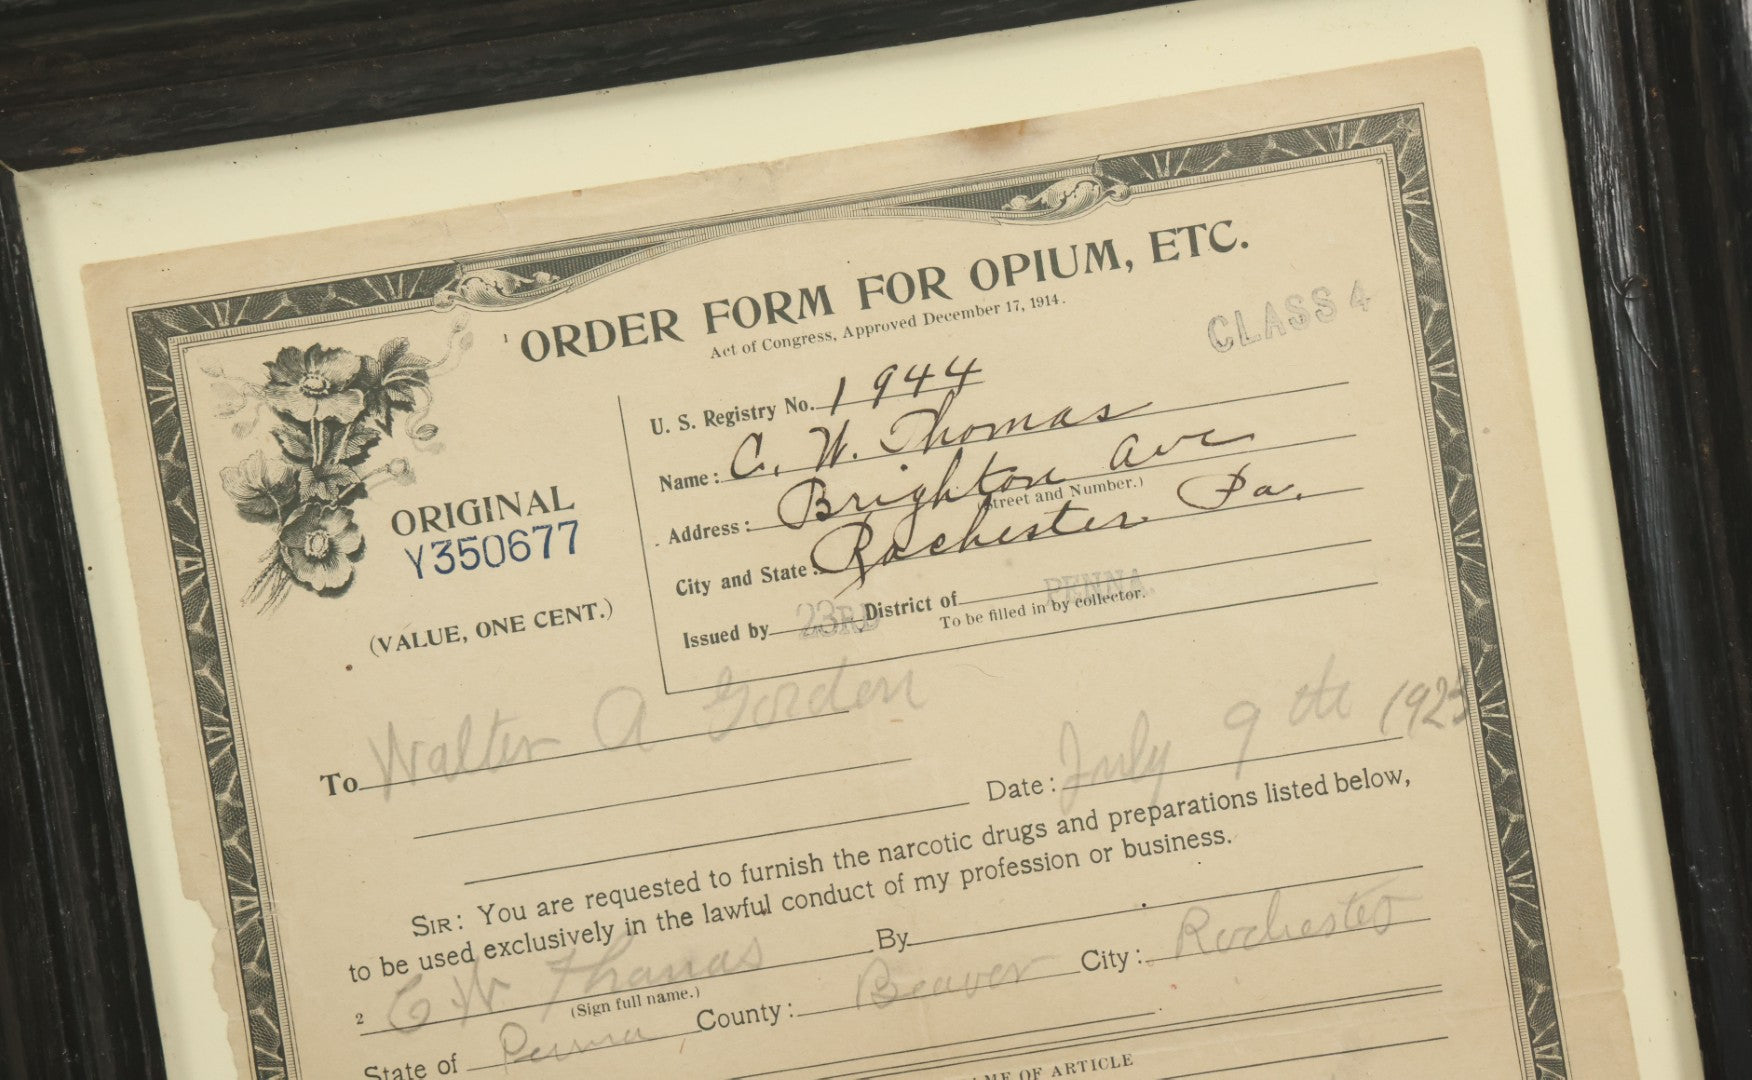 ORDER FORM FOR OPIUM, ETC.
Act of Congress, Approved December 17, 1914.
CLASS 4
U. S. Registry No. 1944
Name: C. W. Thomas
Address: Brighton Ave
(Street and Number.)
City and State: Rochester Pa.
Issued by 23RD District of PENNA
To be filled in by collector.
ORIGINAL
Y350677
(VALUE, ONE CENT.)
To Walter A Gorden
Date: July 9th
SIR: You are requested to furnish the narcotic drugs and preparations listed below,
to be used exclusively in the lawful conduct of my profession or business.
2 C W Thomas By
(Sign full name.)
State of Penna, County: Beaver City: Rochester
OF ARTICLE